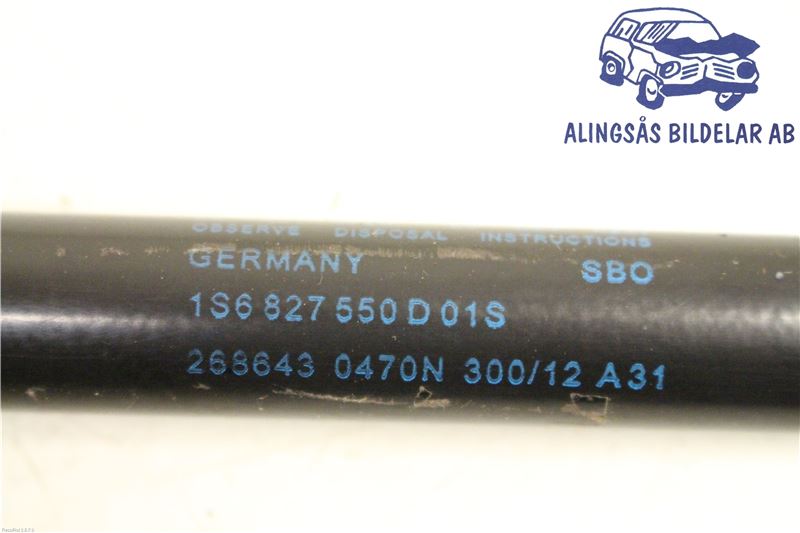 ALINGSÅS BILDELAR AB
OBSERVE DISPOSAL INSTRUCTIONS
GERMANY SBO
1S6 827 550 D 01S
268643 0470N 300/12 A31